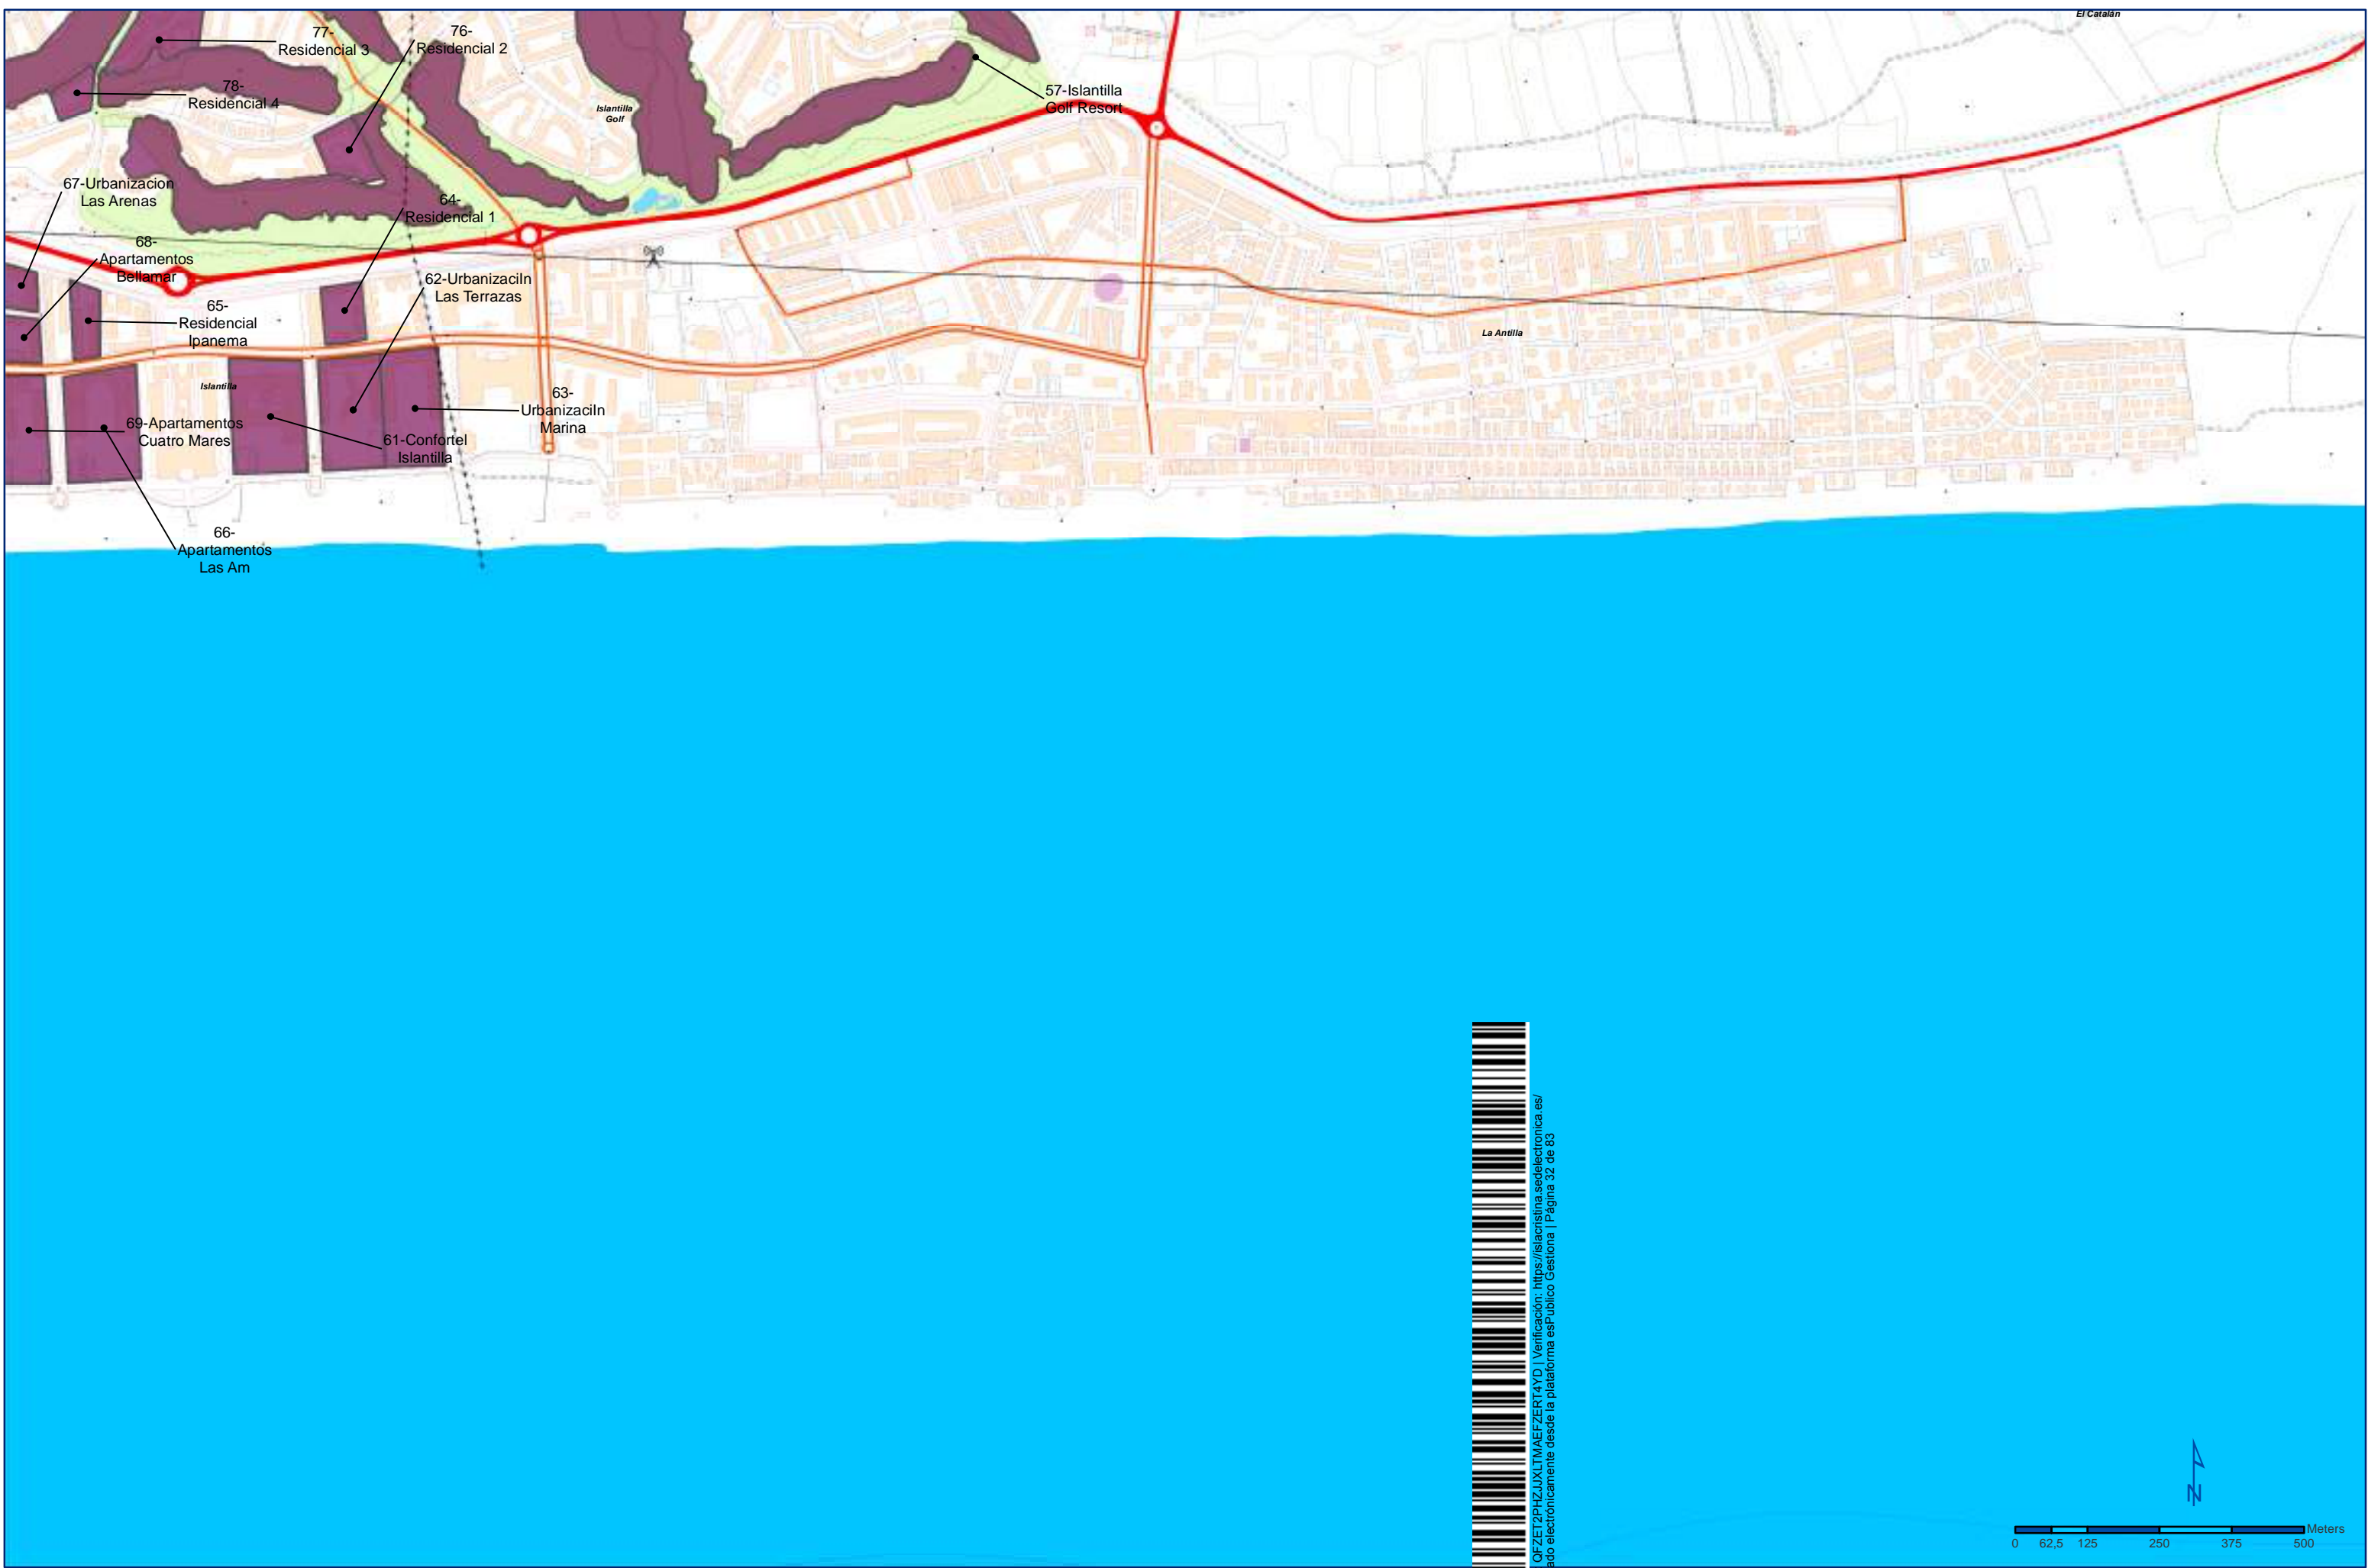 El Catalán
77-
Residencial 3
76-
Residencial 2
78-
Residencial 4
57-Islantilla
Golf Resort
Islantilla
Golf
67-Urbanizacion
Las Arenas
64-
Residencial 1
68-
Apartamentos
Bellamar
62-Urbanizaciln
Las Terrazas
65-
Residencial
Ipanema
La Antilla
Islantilla
63-
Urbanizaciln
Marina
69-Apartamentos
Cuatro Mares
61-Confortel
Islantilla
66-
Apartamentos
Las Am
QFZET2PHZJJXLTMAEFZERT4YD | Verificación: https://islacristina.sedelectronica.es/
ado electrónicamente desde la plataforma esPublico Gestiona | Página 32 de 83
N
Meters
0 62,5 125 250 375 500